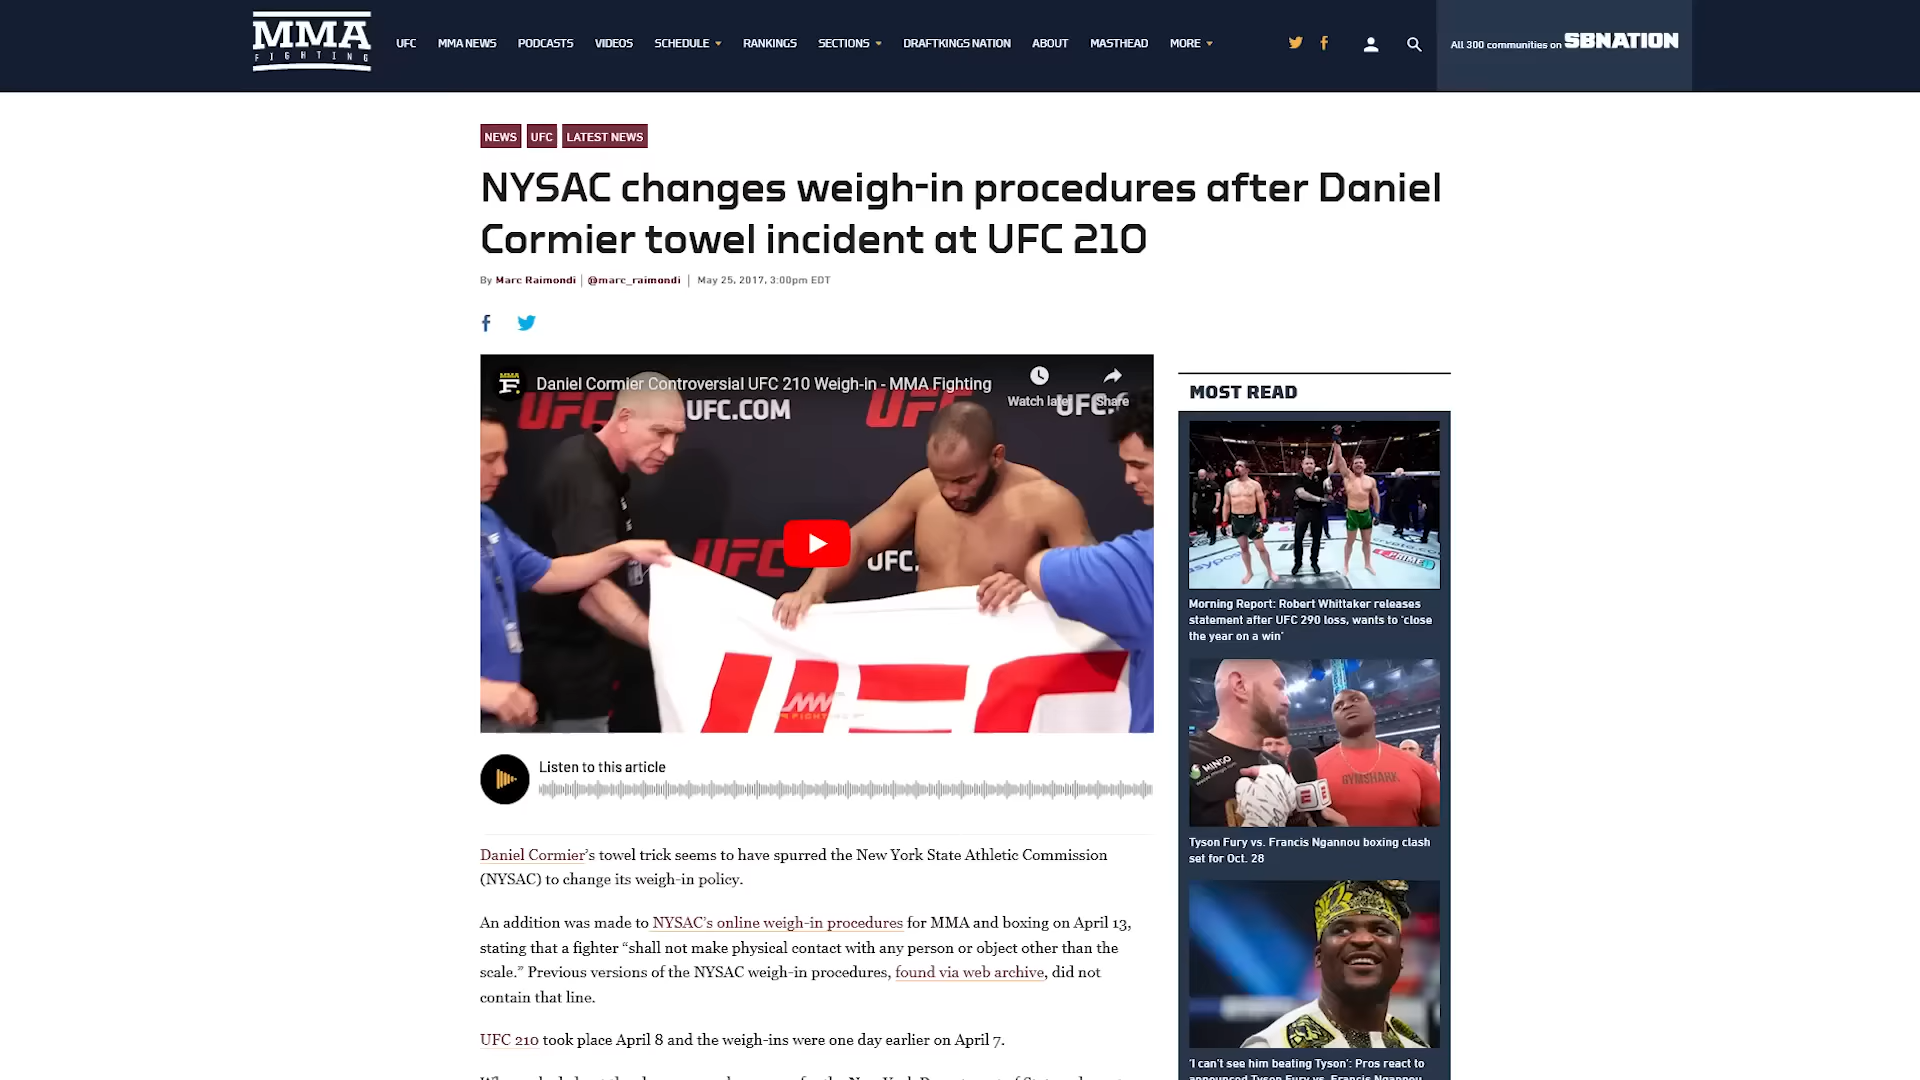 MMA
FIGHTING
UFC MMA NEWS PODCASTS VIDEOS SCHEDULE RANKINGS SECTIONS DRAFTKINGS NATION ABOUT MASTHEAD MORE
All 300 communities on SBNATION
NEWS UFC LATEST NEWS
NYSAC changes weigh-in procedures after Daniel
Cormier towel incident at UFC 210
By Marc Raimondi | @marc_raimondi | May 25, 2017, 3:00pm EDT
Daniel Cormier Controversial UFC 210 Weigh-in - MMA Fighting
Watch later Share
UFC UFC.COM UFC UFC.
UFC UFC.
UFC
MMA
FIGHTING
Listen to this article
Daniel Cormier's towel trick seems to have spurred the New York State Athletic Commission
(NYSAC) to change its weigh-in policy.
An addition was made to NYSAC's online weigh-in procedures for MMA and boxing on April 13,
stating that a fighter “shall not make physical contact with any person or object other than the
scale.” Previous versions of the NYSAC weigh-in procedures, found via web archive, did not
contain that line.
UFC 210 took place April 8 and the weigh-ins were one day earlier on April 7.
MOST READ
Morning Report: Robert Whittaker releases
statement after UFC 290 loss, wants to ‘close
the year on a win’
MINGO
GYMSHARK
Tyson Fury vs. Francis Ngannou boxing clash
set for Oct. 28
‘I can’t see him beating Tyson’: Pros react to
announced Tyson Fury vs. Francis Ngannou